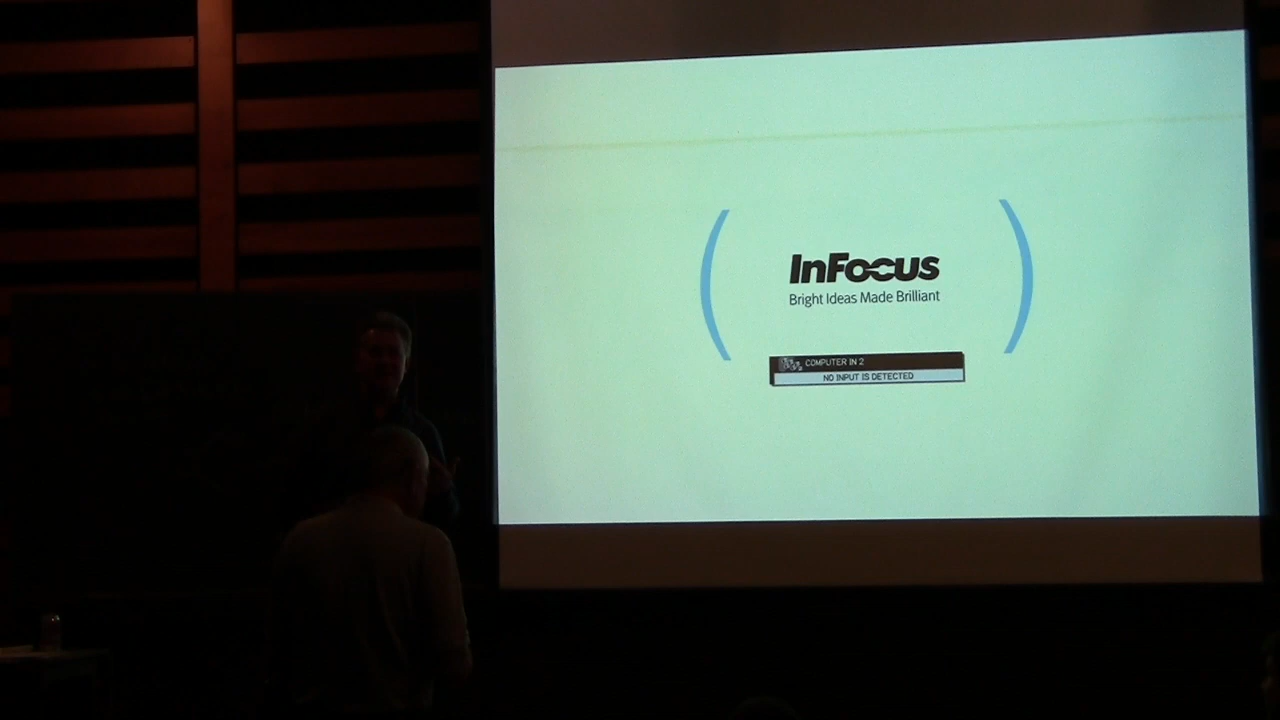 InFocus
Bright Ideas Made Brilliant
COMPUTER IN 2
NO INPUT IS DETECTED